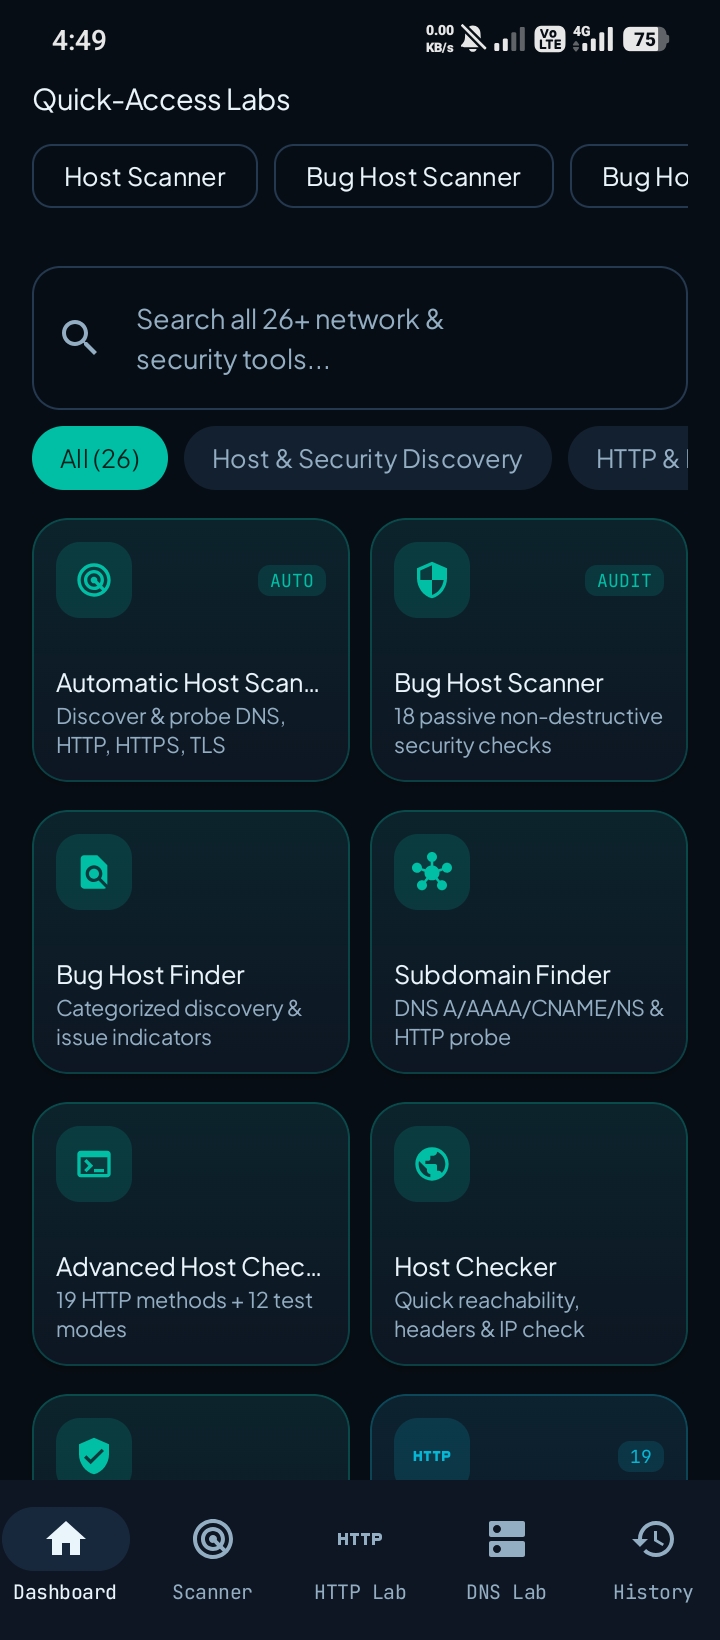 4:49
0.00
KB/s
Vo
LTE
4G
75
Quick-Access Labs
Host Scanner
Bug Host Scanner
Bug Ho
Search all 26+ network &
security tools...
All (26)
Host & Security Discovery
HTTP &
AUTO
Automatic Host Scan...
Discover & probe DNS,
HTTP, HTTPS, TLS
AUDIT
Bug Host Scanner
18 passive non-destructive
security checks
Bug Host Finder
Categorized discovery &
issue indicators
Subdomain Finder
DNS A/AAAA/CNAME/NS &
HTTP probe
Advanced Host Chec...
19 HTTP methods + 12 test
modes
Host Checker
Quick reachability,
headers & IP check
HTTP
19
Dashboard
Scanner
HTTP
HTTP Lab
DNS Lab
History